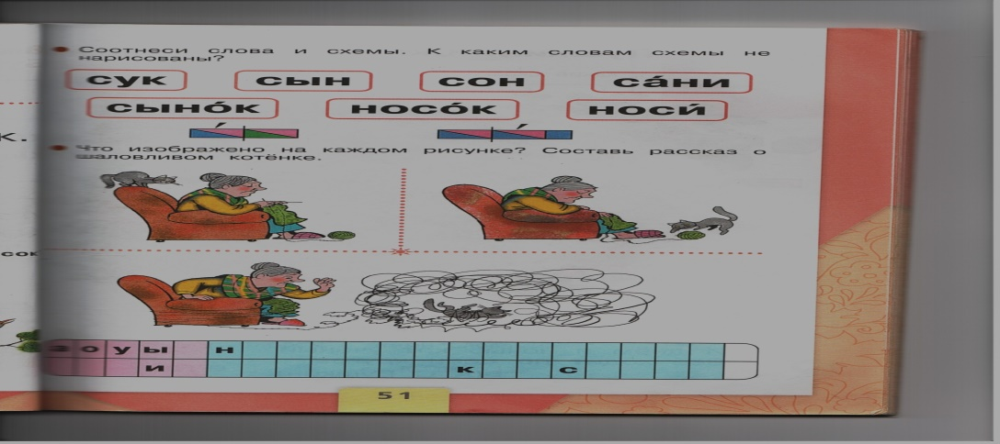 Соотнеси слова и схемы. К каким словам схемы не
нарисованы?
сук сын сон са́ни
сыно́к носо́к носи́
К.
Что изображено на каждом рисунке? Составь рассказ о
шаловливом котёнке.
сок
а о у ы н
и к с
51